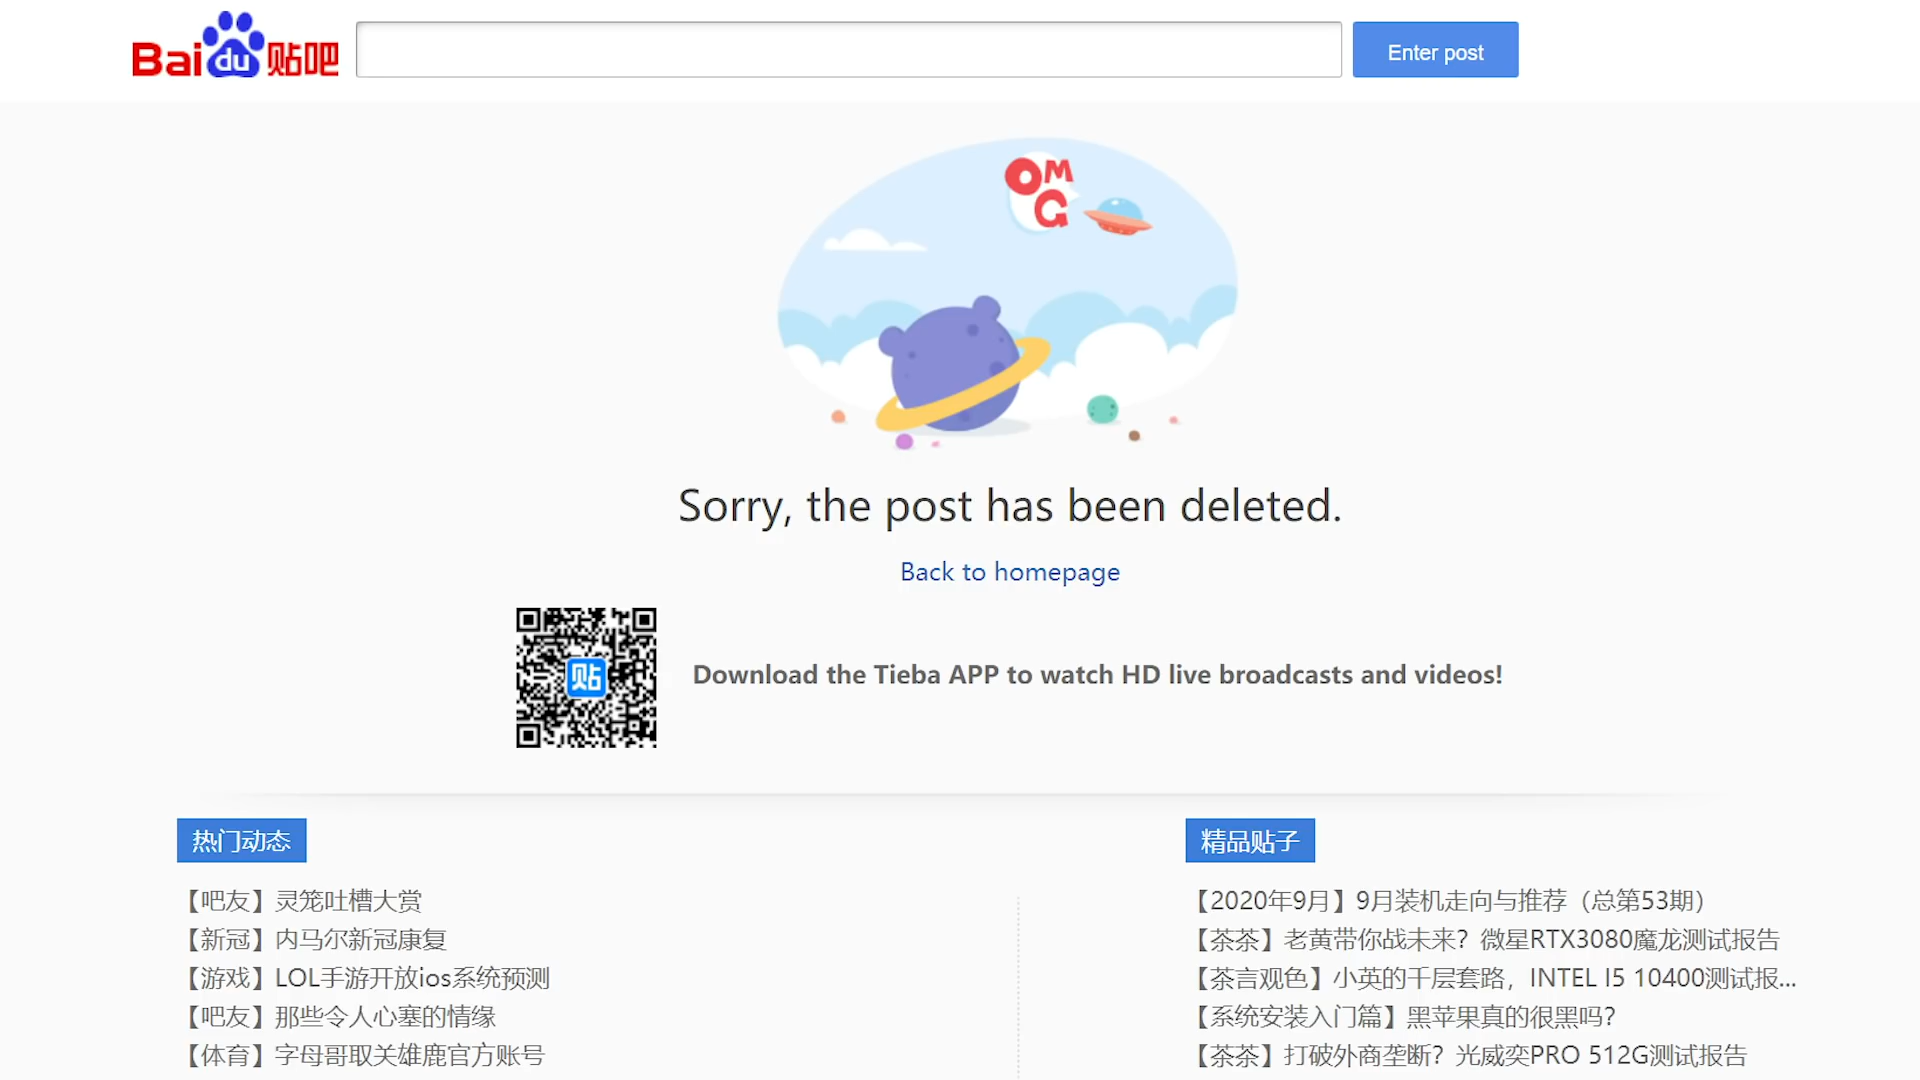 Baidu贴吧
Enter post
OMG
Sorry, the post has been deleted.
Back to homepage
贴
Download the Tieba APP to watch HD live broadcasts and videos!
热门动态
【吧友】灵笼吐槽大赏
【新冠】内马尔新冠康复
【游戏】LOL手游开放ios系统预测
【吧友】那些令人心塞的情缘
【体育】字母哥取关雄鹿官方账号
精品贴子
【2020年9月】9月装机走向与推荐（总第53期）
【茶茶】老黄带你战未来？微星RTX3080魔龙测试报告
【茶言观色】小英的千层套路，INTEL I5 10400测试报...
【系统安装入门篇】黑苹果真的很黑吗？
【茶茶】打破外商垄断？光威奕PRO 512G测试报告